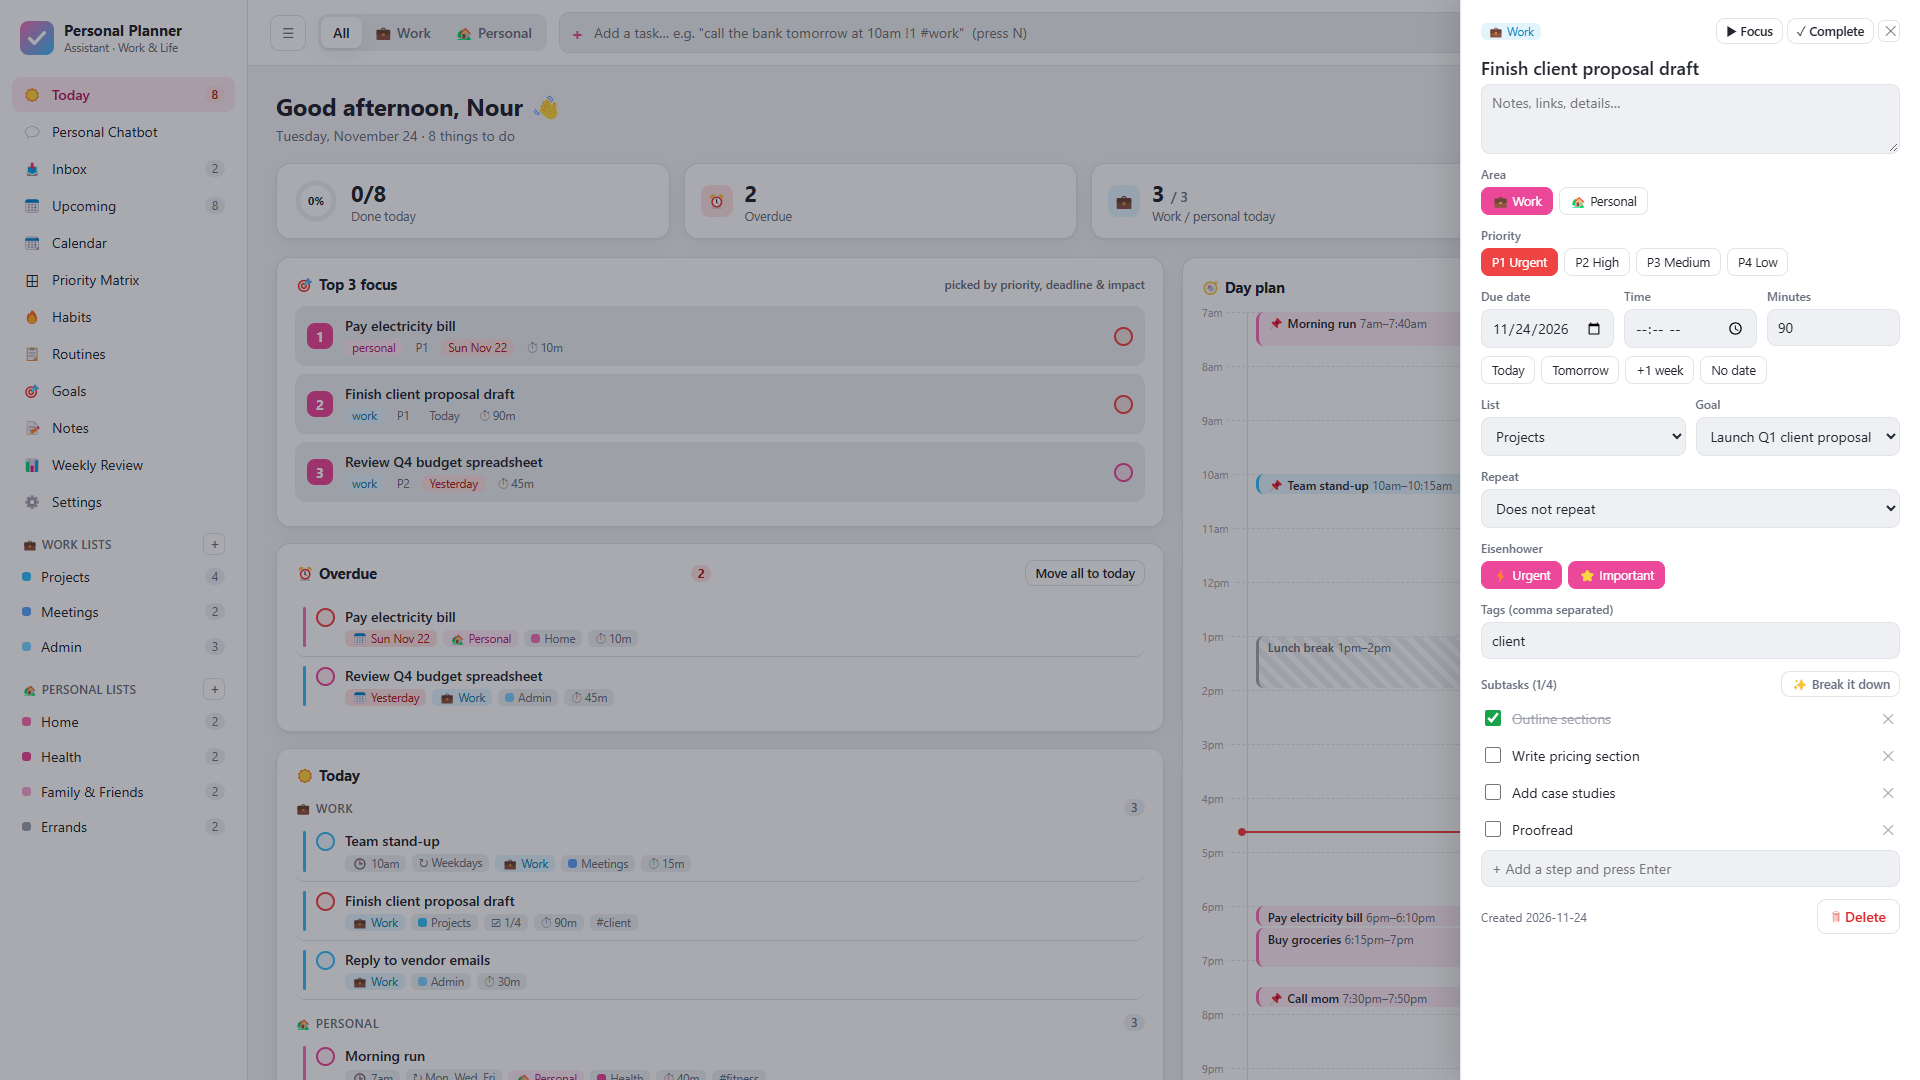 Personal Planner
Assistant · Work & Life
Today 8
Personal Chatbot
Inbox 2
Upcoming 8
Calendar
Priority Matrix
Habits
Routines
Goals
Notes
Weekly Review
Settings
WORK LISTS +
Projects 4
Meetings 2
Admin 3
PERSONAL LISTS +
Home 2
Health 2
Family & Friends 2
Errands 2
All Work Personal
+ Add a task... e.g. "call the bank tomorrow at 10am !1 #work" (press N)
Good afternoon, Nour
Tuesday, November 24 · 8 things to do
0%
0/8
Done today
2
Overdue
3 / 3
Work / personal today
Top 3 focus
picked by priority, deadline & impact
1
Pay electricity bill
personal P1 Sun Nov 22 10m
2
Finish client proposal draft
work P1 Today 90m
3
Review Q4 budget spreadsheet
work P2 Yesterday 45m
Overdue 2 Move all to today
Pay electricity bill
Sun Nov 22 Personal Home 10m
Review Q4 budget spreadsheet
Yesterday Work Admin 45m
Today
WORK 3
Team stand-up
10am Weekdays Work Meetings 15m
Finish client proposal draft
Work Projects 1/4 90m #client
Reply to vendor emails
Work Admin 30m
PERSONAL 3
Morning run
7am Mon, Wed, Fri Personal Health 40m #fitness
Day plan
7am
Morning run 7am–7:40am
8am
9am
10am
Team stand-up 10am–10:15am
11am
12pm
1pm
Lunch break 1pm–2pm
2pm
3pm
4pm
5pm
6pm
Pay electricity bill 6pm–6:10pm
Buy groceries 6:15pm–7pm
7pm
Call mom 7:30pm–7:50pm
8pm
9pm
Work
Focus
Complete
Finish client proposal draft
Notes, links, details...
Area
Work Personal
Priority
P1 Urgent P2 High P3 Medium P4 Low
Due date Time Minutes
11/24/2026 --:-- -- 90
Today Tomorrow +1 week No date
List Goal
Projects Launch Q1 client proposal
Repeat
Does not repeat
Eisenhower
Urgent Important
Tags (comma separated)
client
Subtasks (1/4) Break it down
Outline sections
Write pricing section
Add case studies
Proofread
+ Add a step and press Enter
Created 2026-11-24 Delete